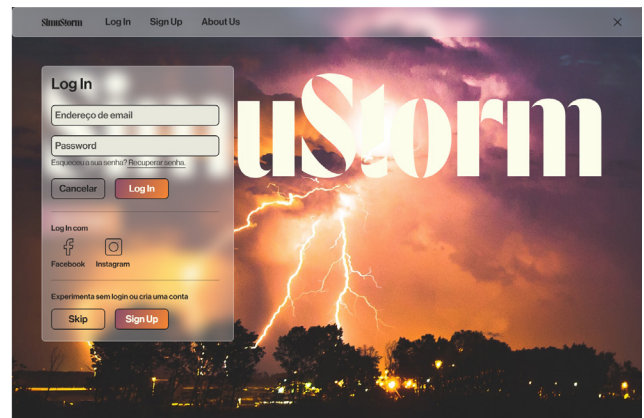 SimuStorm Log In Sign Up About Us
SimuStorm
Log In
Endereço de email
Password
Esqueceu a sua senha? Recuperar senha.
Cancelar Log In
Log In com
Facebook Instagram
Experimenta sem login ou cria uma conta
Skip Sign Up